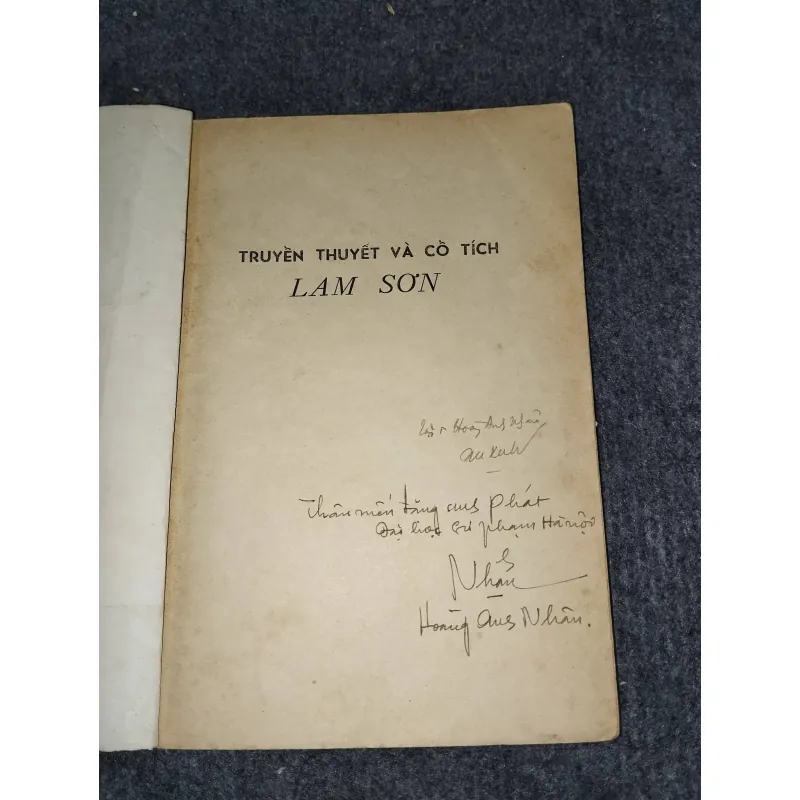 TRUYỀN THUYẾT VÀ CỔ TÍCH
LAM SƠN
Hoàng Anh Nhân
Thân mến tặng anh Phát
Đại học Sư phạm Hà nội
Nhân
Hoàng Anh Nhân.